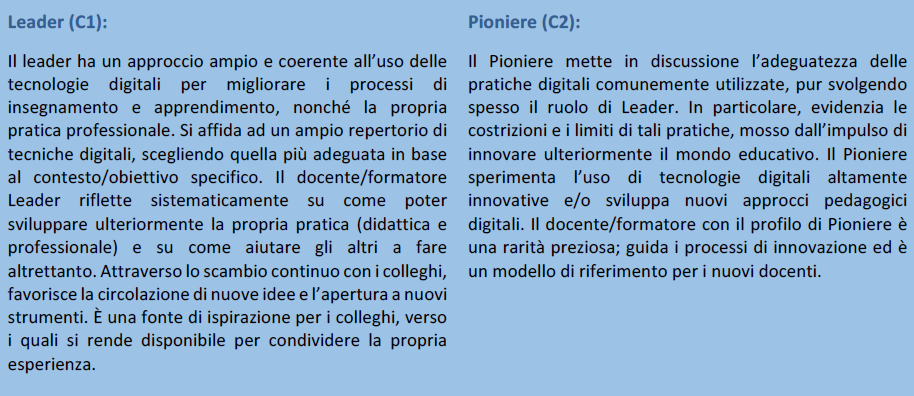 Leader (C1):
Il leader ha un approccio ampio e coerente all’uso delle
tecnologie digitali per migliorare i processi di
insegnamento e apprendimento, nonché la propria
pratica professionale. Si affida ad un ampio repertorio di
tecniche digitali, scegliendo quella più adeguata in base
al contesto/obiettivo specifico. Il docente/formatore
Leader riflette sistematicamente su come poter
sviluppare ulteriormente la propria pratica (didattica e
professionale) e su come aiutare gli altri a fare
altrettanto. Attraverso lo scambio continuo con i colleghi,
favorisce la circolazione di nuove idee e l’apertura a nuovi
strumenti. È una fonte di ispirazione per i colleghi, verso
i quali si rende disponibile per condividere la propria
esperienza.
Pioniere (C2):
Il Pioniere mette in discussione l’adeguatezza delle
pratiche digitali comunemente utilizzate, pur svolgendo
spesso il ruolo di Leader. In particolare, evidenzia le
costrizioni e i limiti di tali pratiche, mosso dall’impulso di
innovare ulteriormente il mondo educativo. Il Pioniere
sperimenta l’uso di tecnologie digitali altamente
innovative e/o sviluppa nuovi approcci pedagogici
digitali. Il docente/formatore con il profilo di Pioniere è
una rarità preziosa; guida i processi di innovazione ed è
un modello di riferimento per i nuovi docenti.